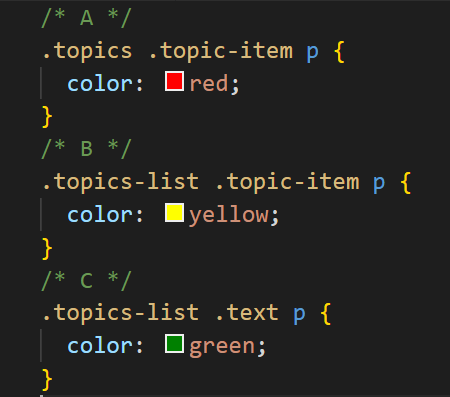 /* A */
.topics .topic-item p {
  color: red;
}
/* B */
.topics-list .topic-item p {
  color: yellow;
}
/* C */
.topics-list .text p {
  color: green;
}